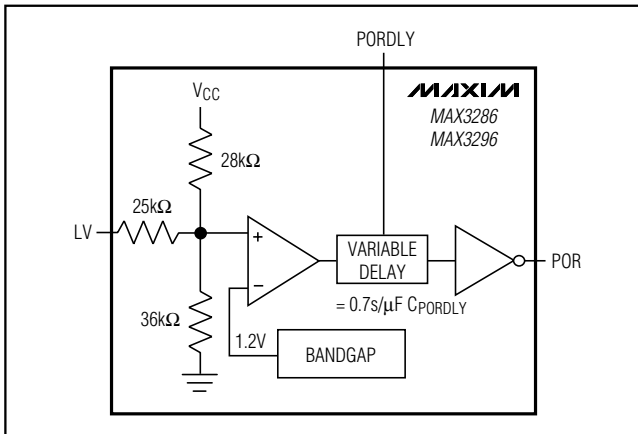 PORDLY
MAXIM
MAX3286
MAX3296
VCC
28kΩ
25kΩ
LV
+
−
VARIABLE
DELAY
POR
= 0.7s/µF CPORDLY
36kΩ
1.2V
BANDGAP